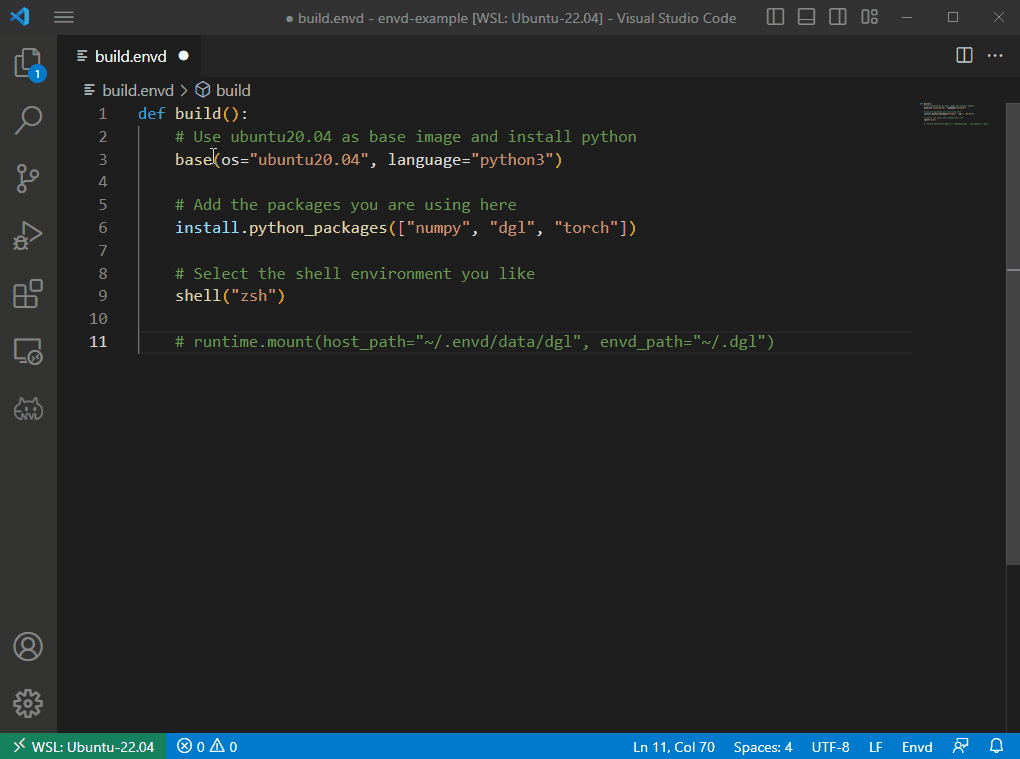 ● build.envd - envd-example [WSL: Ubuntu-22.04] - Visual Studio Code
build.envd ●
1
build.envd > build
1 def build():
2     # Use ubuntu20.04 as base image and install python
3     base(os="ubuntu20.04", language="python3")
4
5     # Add the packages you are using here
6     install.python_packages(["numpy", "dgl", "torch"])
7
8     # Select the shell environment you like
9     shell("zsh")
10
11     # runtime.mount(host_path="~/.envd/data/dgl", envd_path="~/.dgl")
WSL: Ubuntu-22.04 0 0 Ln 11, Col 70 Spaces: 4 UTF-8 LF Envd